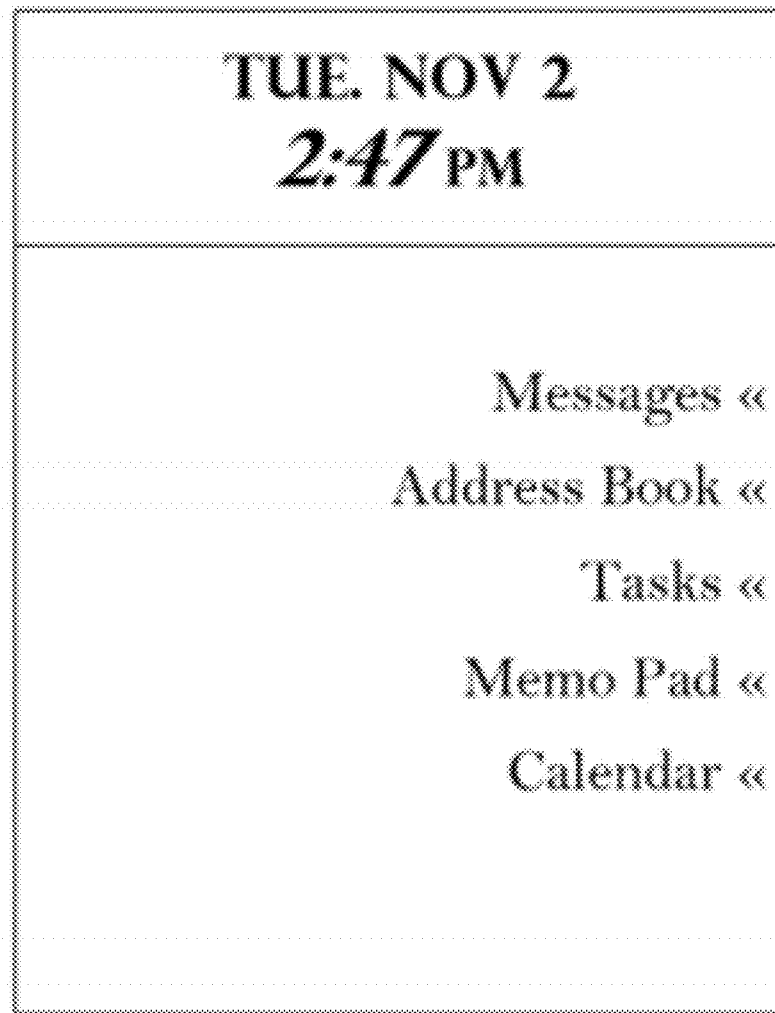 TUE. NOV 2
2:47 PM
Messages «
Address Book «
Tasks «
Memo Pad «
Calendar «